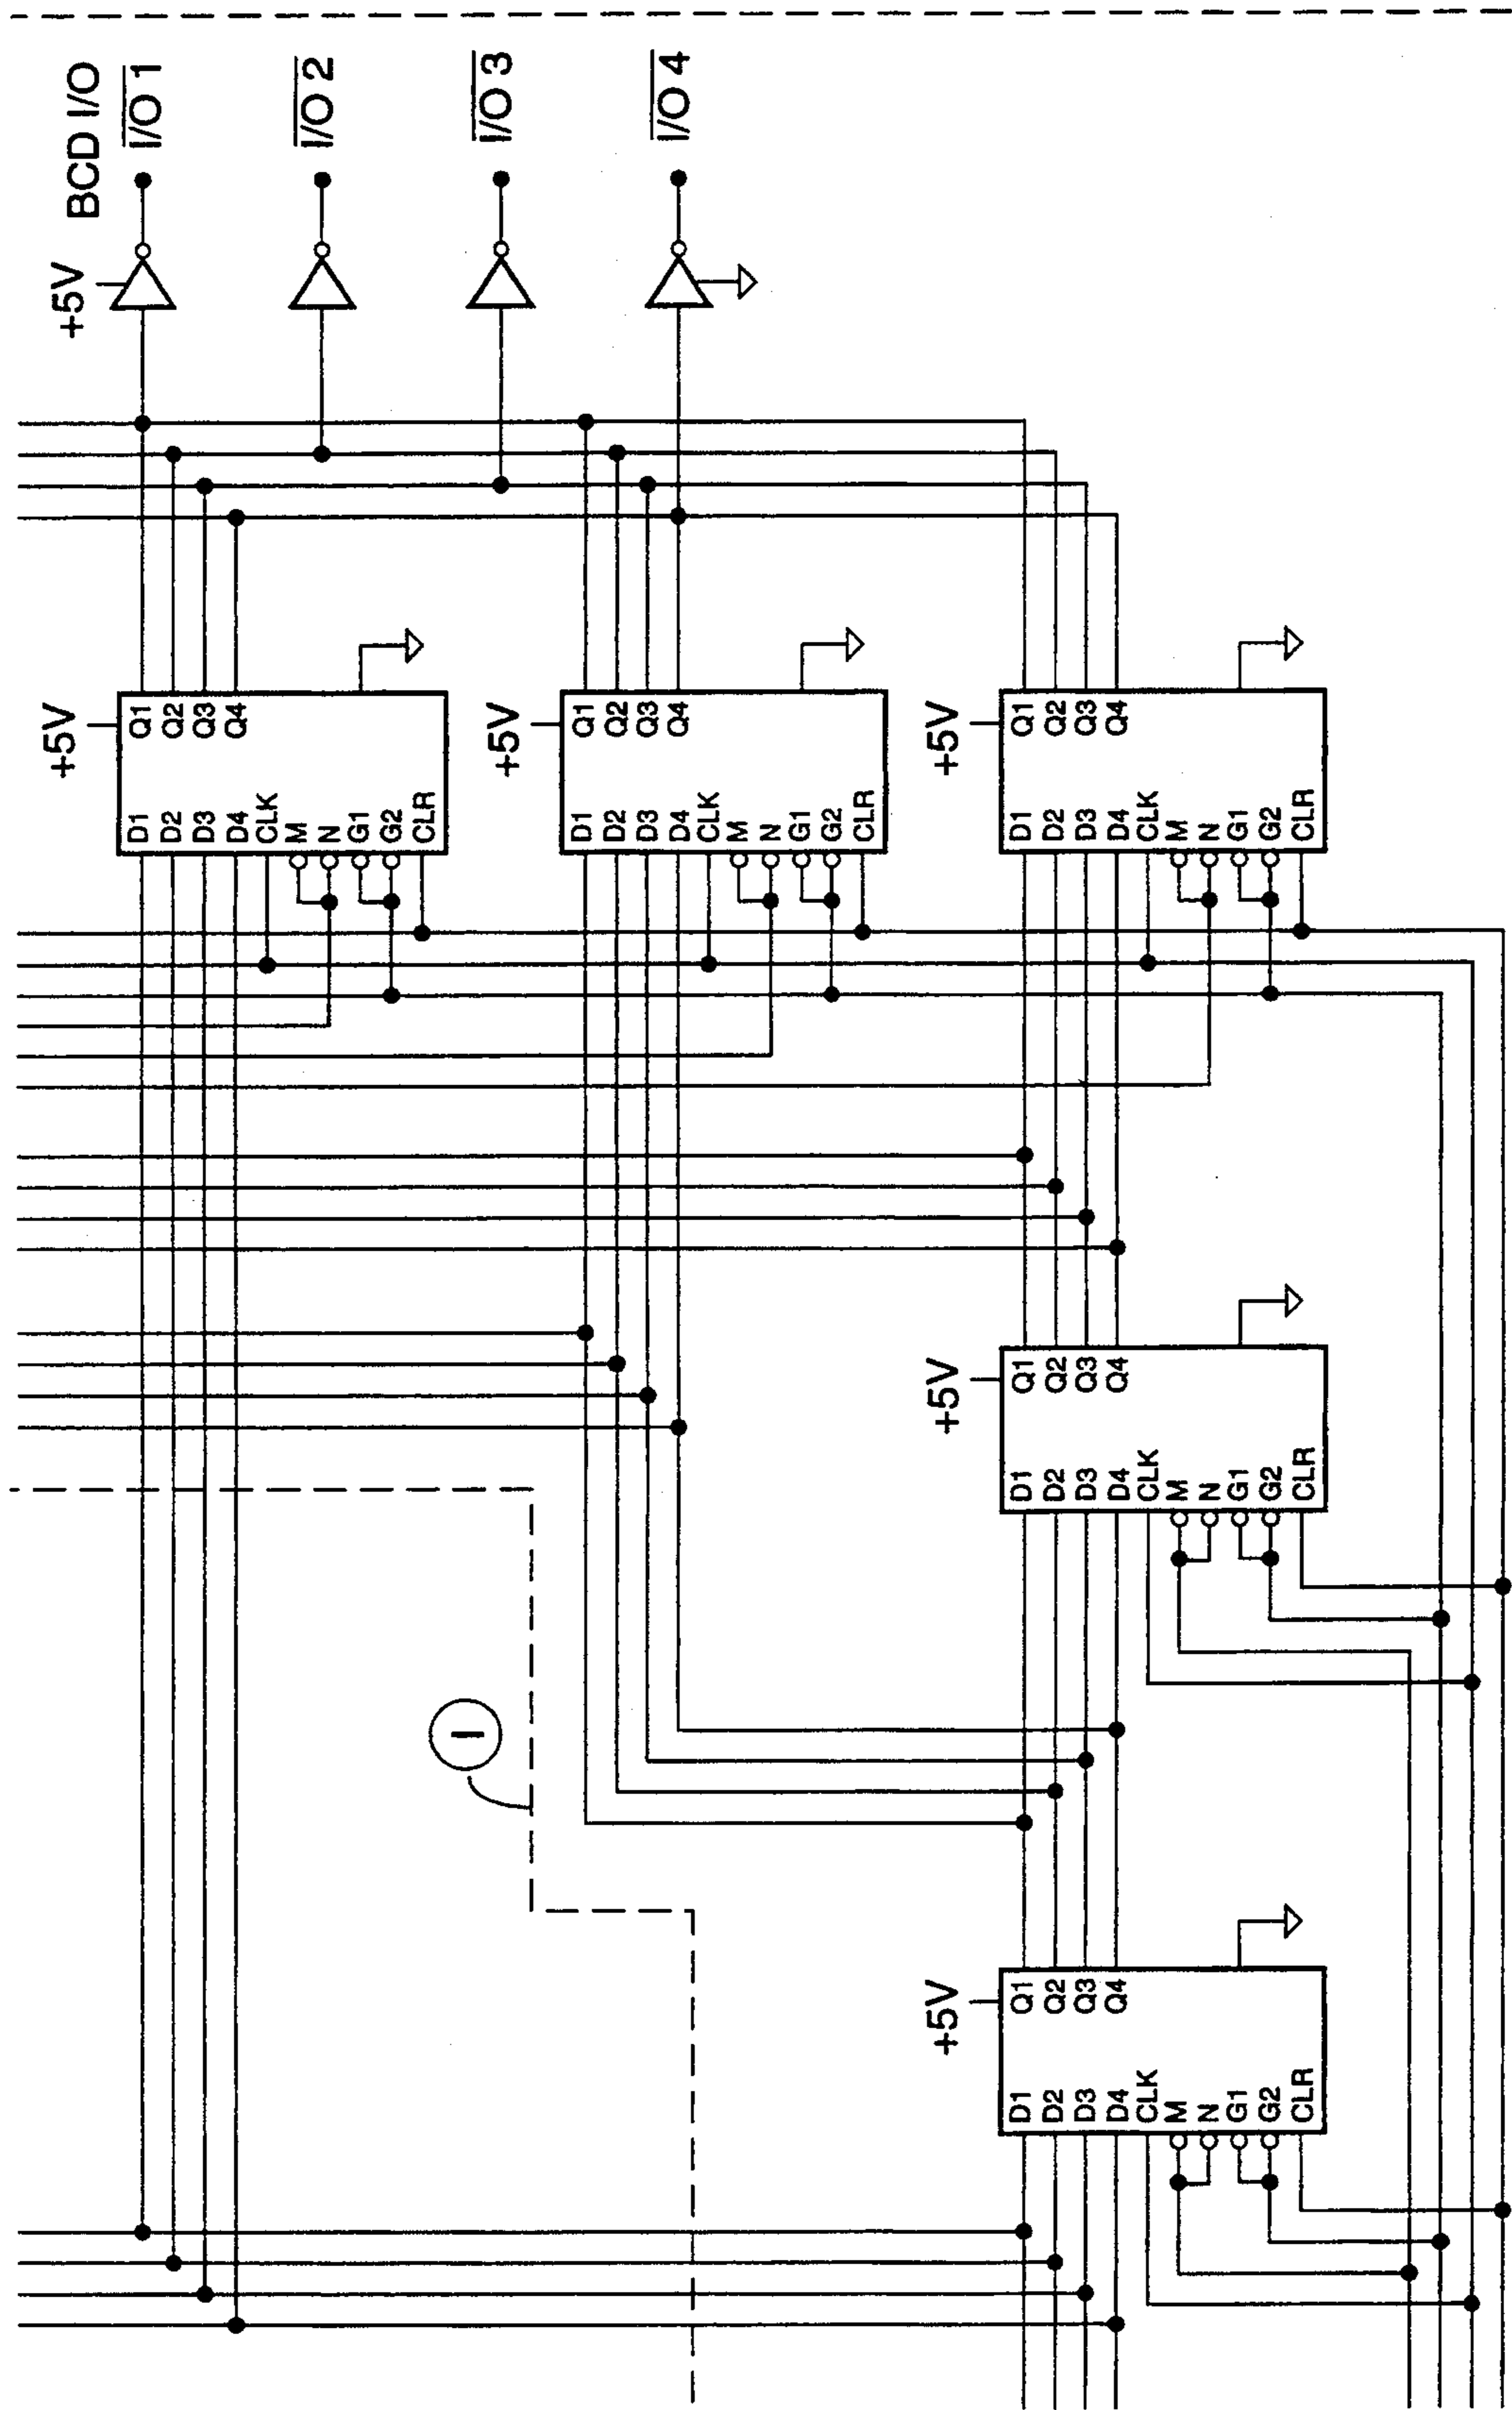 BCD I/O
I/O 1
I/O 2
I/O 3
I/O 4
+5V
+5V
Q1
Q2
Q3
Q4
D1
D2
D3
D4
CLK
M
N
G1
G2
CLR
+5V
Q1
Q2
Q3
Q4
D1
D2
D3
D4
CLK
M
N
G1
G2
CLR
+5V
Q1
Q2
Q3
Q4
D1
D2
D3
D4
CLK
M
N
G1
G2
CLR
+5V
Q1
Q2
Q3
Q4
D1
D2
D3
D4
CLK
M
N
G1
G2
CLR
I
+5V
Q1
Q2
Q3
Q4
D1
D2
D3
D4
CLK
M
N
G1
G2
CLR